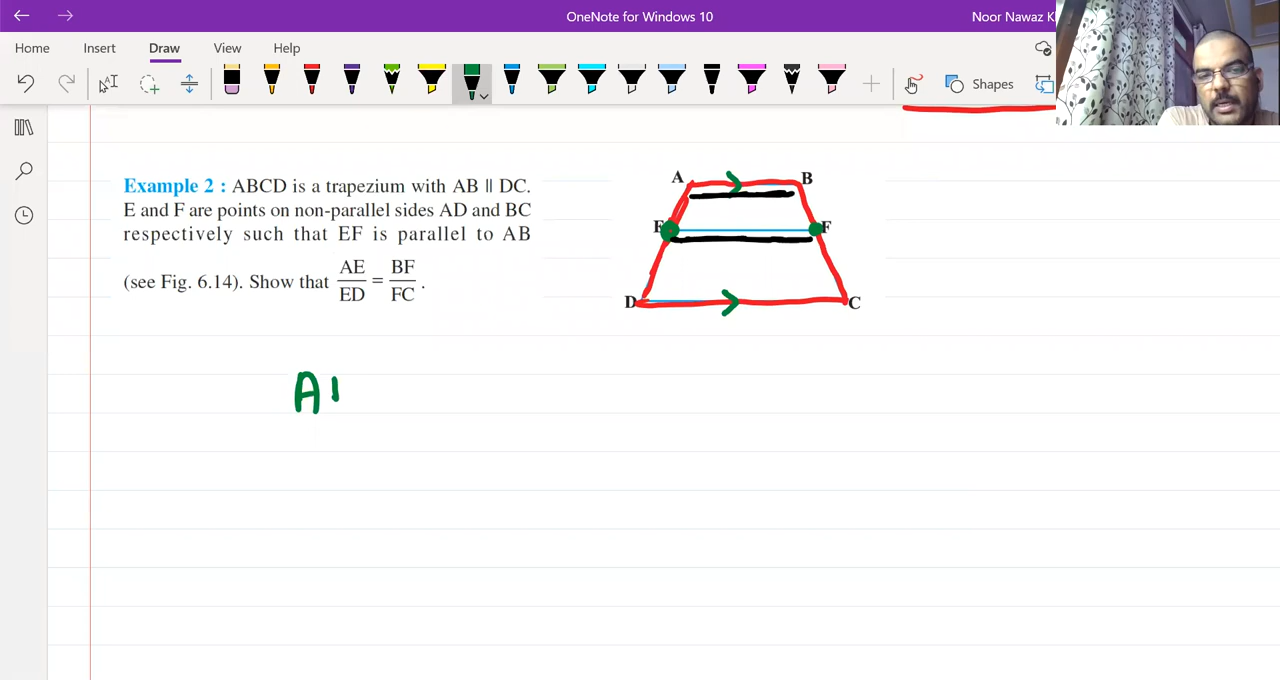 OneNote for Windows 10
Noor Nawaz K
Home Insert Draw View Help
Shapes
Example 2 : ABCD is a trapezium with AB || DC.
E and F are points on non-parallel sides AD and BC
respectively such that EF is parallel to AB
(see Fig. 6.14). Show that AE/ED = BF/FC .
A B
E F
D C
A